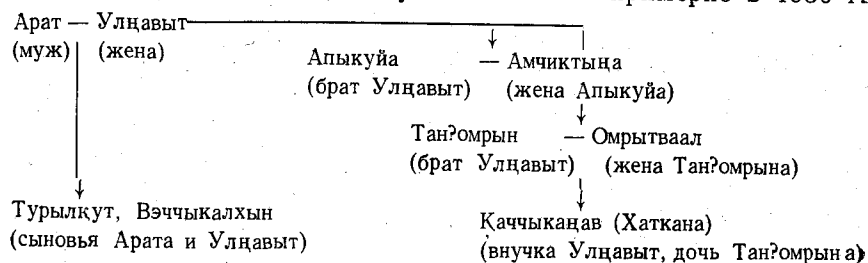 Арат — Улңавыт
(муж) (жена)
Апыкуйа — Амчиктыңа
(брат Улңавыт) (жена Апыкуйа)
Тан?омрын — Омрытваал
(брат Улңавыт) (жена Тан?омрына)
Турылқут, Вэччыкалхын
(сыновья Арата и Улңавыт)
Қаччыкаңав (Хаткана)
(внучка Улңавыт, дочь Тан?омрына)